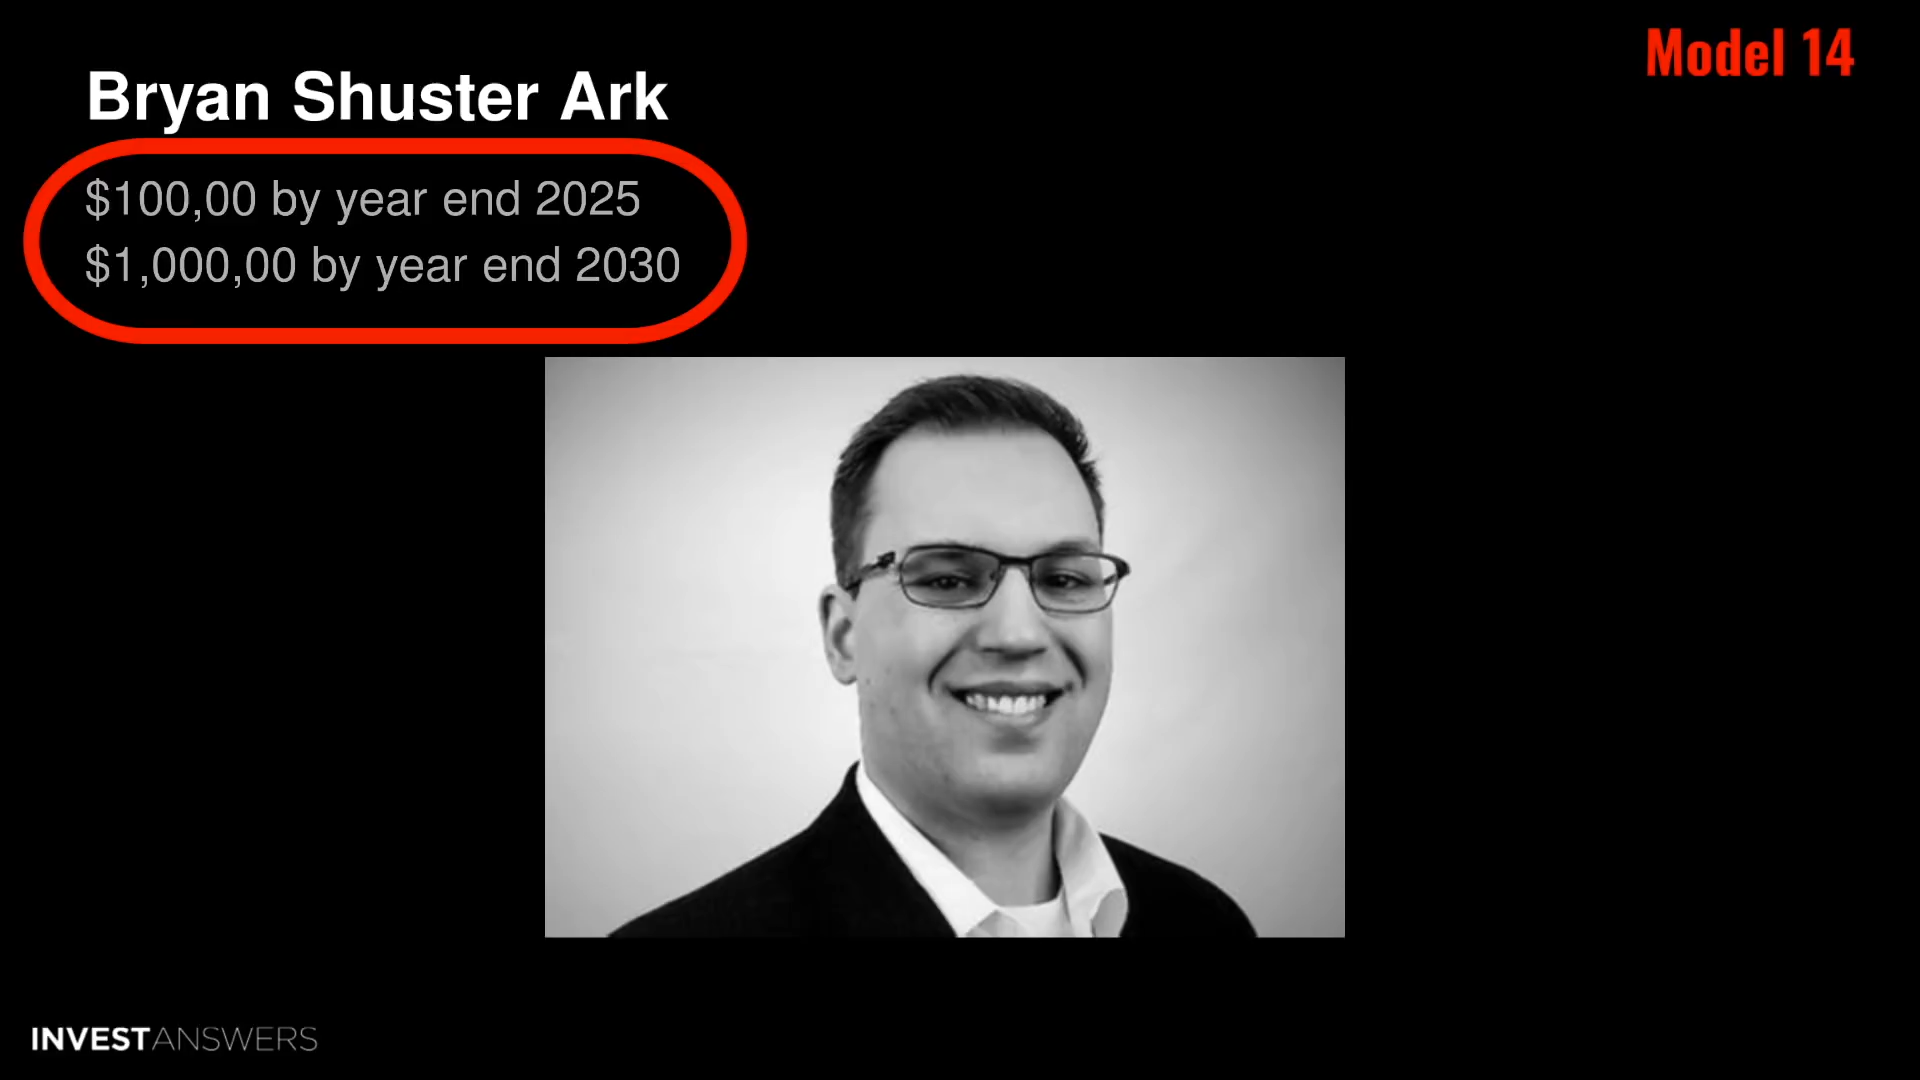 Model 14
Bryan Shuster Ark
$100,00 by year end 2025
$1,000,00 by year end 2030
INVESTANSWERS